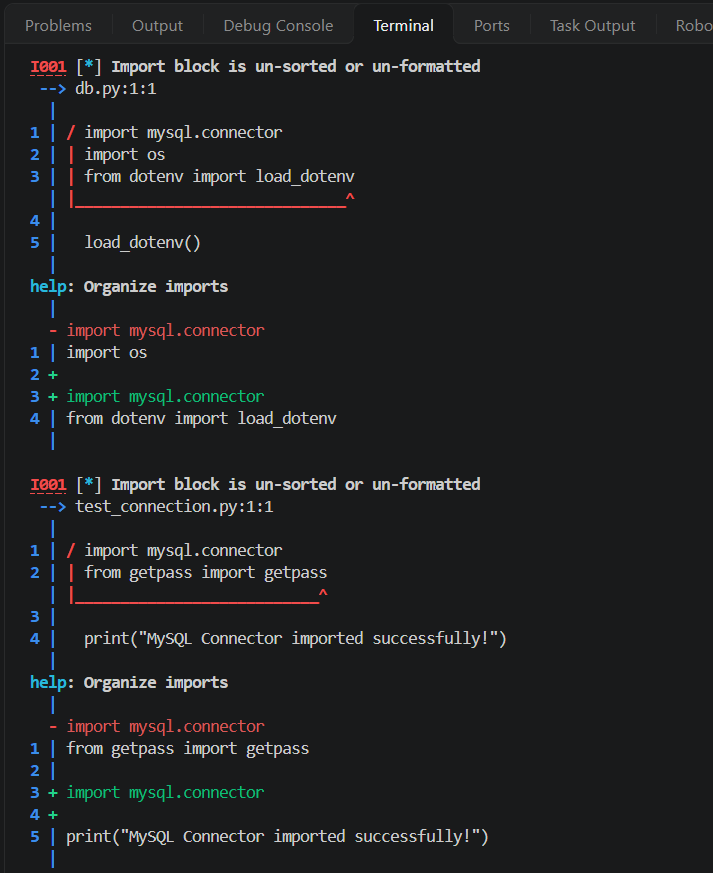 Problems Output Debug Console Terminal Ports Task Output Robo
I001 [*] Import block is un-sorted or un-formatted
--> db.py:1:1
|
1 | / import mysql.connector
2 | | import os
3 | | from dotenv import load_dotenv
| |______________________________^
4 |
5 |   load_dotenv()
|
help: Organize imports
|
- import mysql.connector
1 | import os
2 +
3 + import mysql.connector
4 | from dotenv import load_dotenv
|
I001 [*] Import block is un-sorted or un-formatted
--> test_connection.py:1:1
|
1 | / import mysql.connector
2 | | from getpass import getpass
| |___________________________^
3 |
4 |   print("MySQL Connector imported successfully!")
|
help: Organize imports
|
- import mysql.connector
1 | from getpass import getpass
2 |
3 + import mysql.connector
4 +
5 | print("MySQL Connector imported successfully!")
|